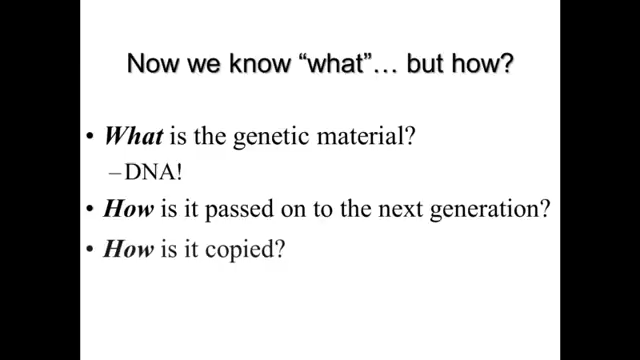 Now we know “what”… but how?
• What is the genetic material?
–DNA!
• How is it passed on to the next generation?
• How is it copied?